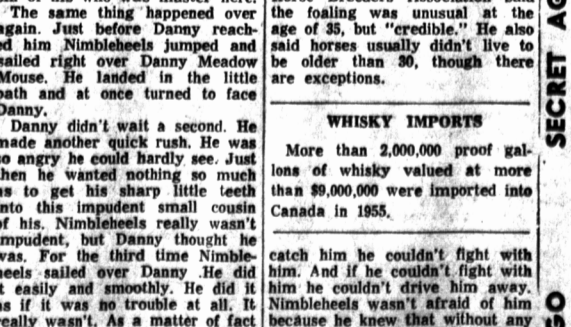 The same thing happened over
again. Just before Danny reach-
ed him Nimbleheels jumped and
sailed right over Danny Meadow
Mouse. He landed in the little
path and at once turned to face
Danny.
Danny didn't wait a second. He
made another quick rush. He was
so angry he could hardly see. Just
then he wanted nothing so much
as to get his sharp little teeth
into this impudent small cousin
of his. Nimbleheels really wasn't
impudent, but Danny thought he
was. For the third time Nimble-
heels sailed over Danny .He did
it easily and smoothly. He did it
as if it was no trouble at all. It
really wasn't. As a matter of fact
the foaling was unusual at the
age of 35, but "credible." He also
said horses usually didn't live to
be older than 30, though there
are exceptions.
WHISKY IMPORTS
More than 2,000,000 proof gal-
lons of whisky valued at more
than $9,000,000 were imported into
Canada in 1955.
catch him he couldn't fight with
him. And if he couldn't fight with
him he couldn't drive him away.
Nimbleheels wasn't afraid of him
because he knew that without any
SECRET AG
GO